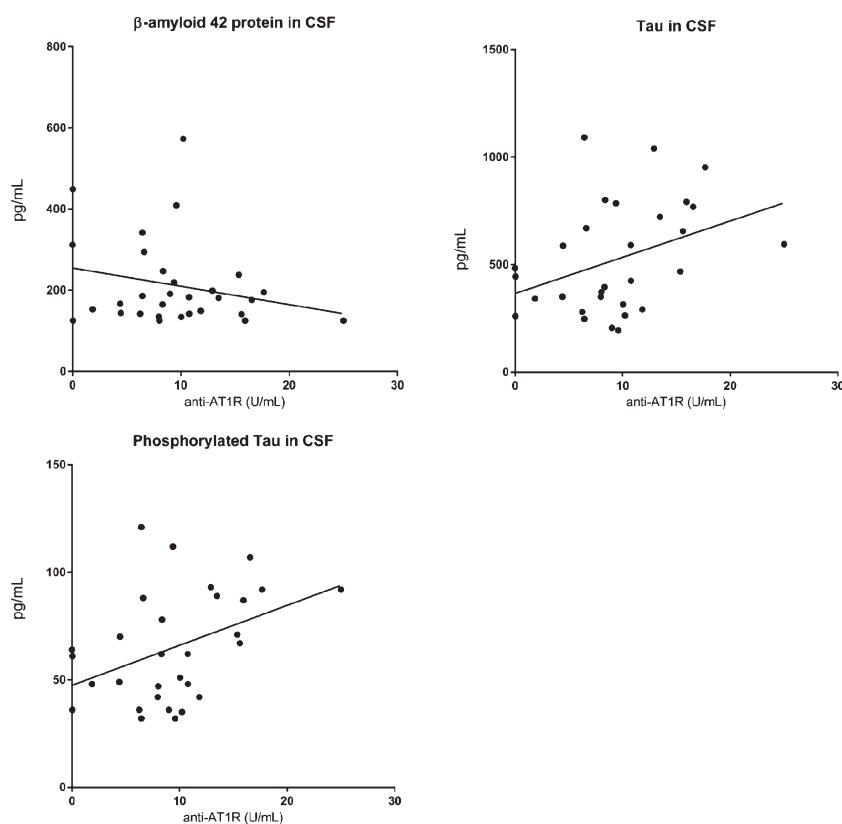 β-amyloid 42 protein in CSF
800
600
400
200
0
pg/mL
0 10 20 30
anti-AT1R (U/mL)
Tau in CSF
1500
1000
500
0
pg/mL
0 10 20 30
anti-AT1R (U/mL)
Phosphorylated Tau in CSF
150
100
50
0
pg/mL
0 10 20 30
anti-AT1R (U/mL)